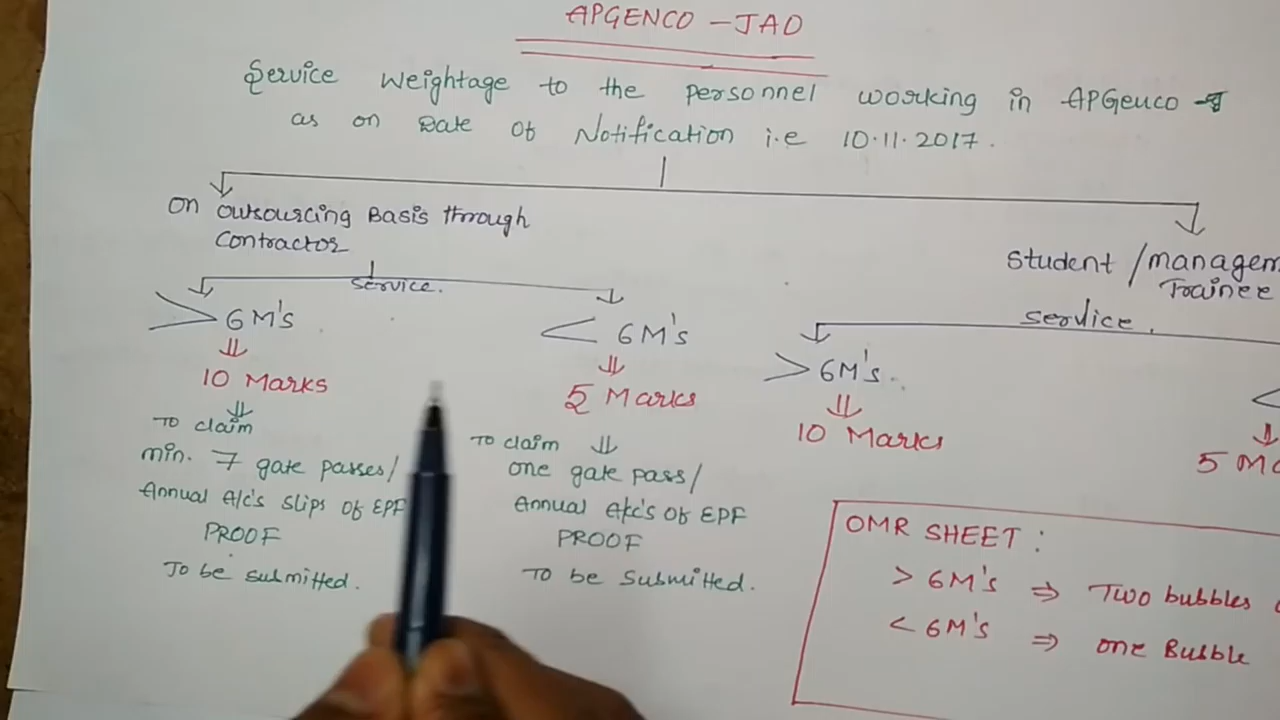 APGENCO - JAO
Service Weightage to the personnel working in APGenco
as on Date of Notification i.e 10.11.2017.
On Outsourcing Basis through
Contractor
Service.
> 6M's
10 Marks
To claim
min. 7 gate passes/
Annual A/c's Slips of EPF
PROOF
To be submitted.
< 6M's
5 Marks
To claim
one gate pass/
Annual A/c's of EPF
PROOF
To be Submitted.
Student / managem
Trainee
service.
> 6M's
10 Marks
<
5 Ma
OMR SHEET :
> 6M's ⇒ Two bubbles
< 6M's ⇒ one Bubble